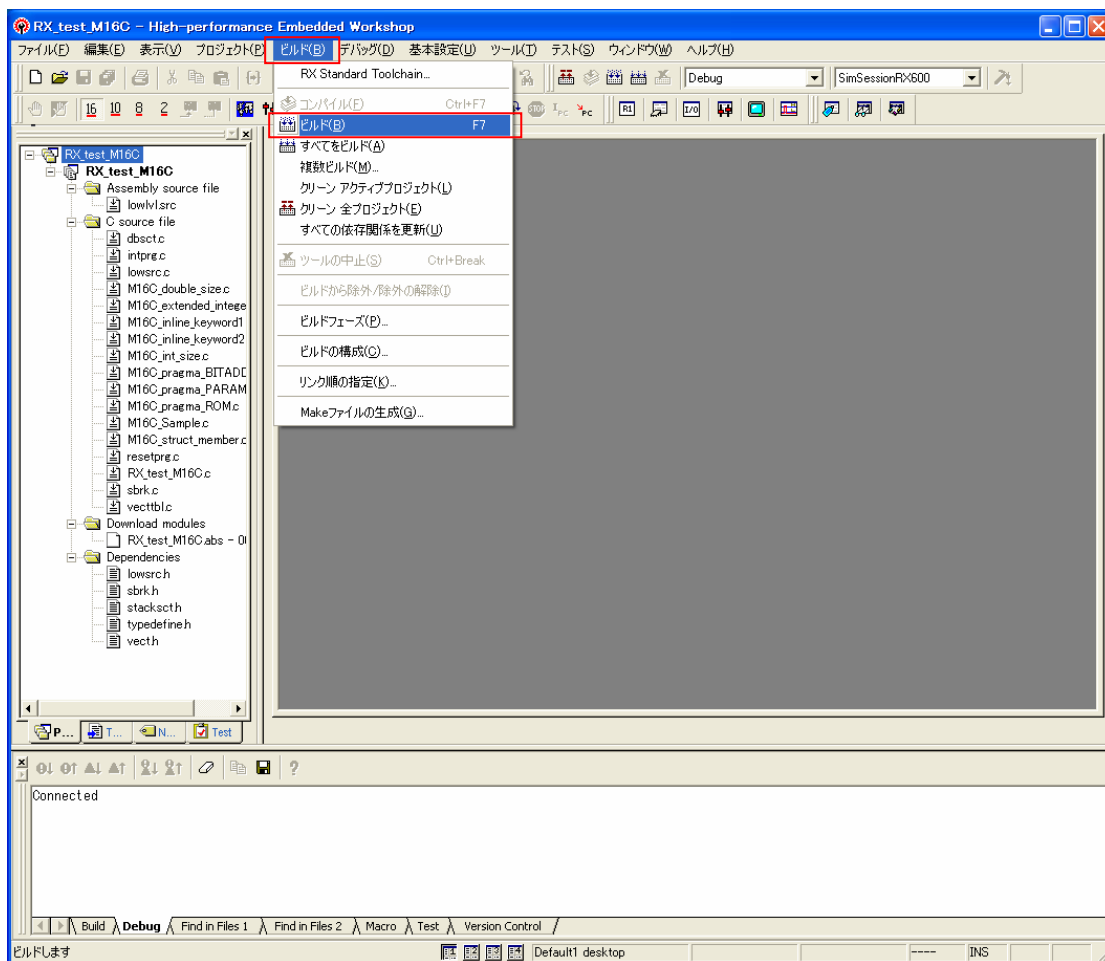 RX_test_M16C - High-performance Embedded Workshop
ファイル(F) 編集(E) 表示(V) プロジェクト(P) ビルド(B) デバッグ(D) 基本設定(U) ツール(T) テスト(S) ウィンドウ(W) ヘルプ(H)
Debug SimSessionRX600
16 10 8 2
RX Standard Toolchain...
コンパイル(F) Ctrl+F7
ビルド(B) F7
すべてをビルド(A)
複数ビルド(M)...
クリーン アクティブプロジェクト(L)
クリーン 全プロジェクト(E)
すべての依存関係を更新(U)
ツールの中止(S) Ctrl+Break
ビルドから除外/除外の解除(I)
ビルドフェーズ(P)...
ビルドの構成(C)...
リンク順の指定(K)...
Makeファイルの生成(G)...
RX_test_M16C
RX_test_M16C
Assembly source file
lowlvl.src
C source file
dbsct.c
intprg.c
lowsrc.c
M16C_double_size.c
M16C_extended_intege
M16C_inline_keyword1
M16C_inline_keyword2
M16C_int_size.c
M16C_pragma_BITADD
M16C_pragma_PARAM
M16C_pragma_ROM.c
M16C_Sample.c
M16C_struct_member.c
resetprg.c
RX_test_M16C.c
sbrk.c
vecttbl.c
Download modules
RX_test_M16C.abs - 0
Dependencies
lowsrc.h
sbrk.h
stacksct.h
typedefine.h
vect.h
P... T... N... Test
Connected
Build Debug Find in Files 1 Find in Files 2 Macro Test Version Control
ビルドします Default1 desktop ---- INS